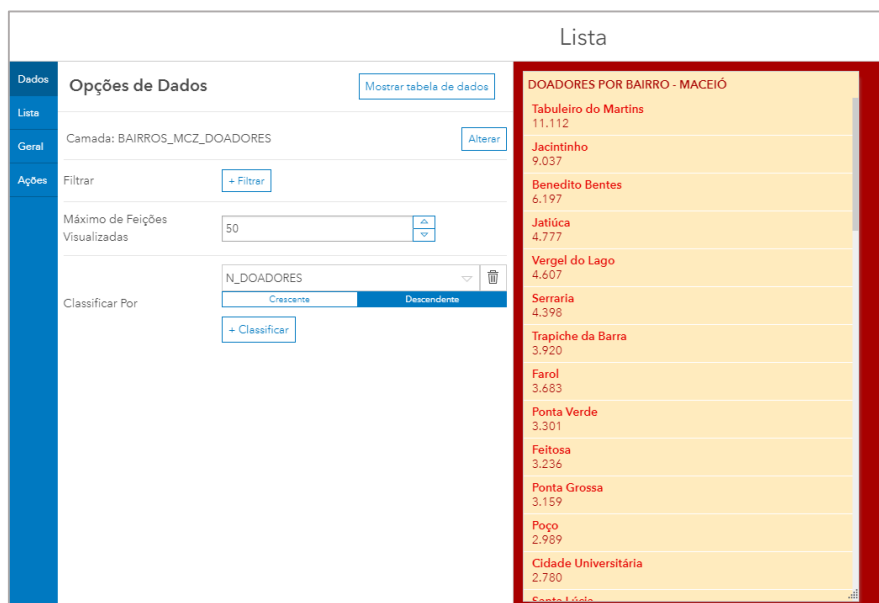 Lista
Dados
Lista
Geral
Ações
Opções de Dados
Mostrar tabela de dados
Camada: BAIRROS_MCZ_DOADORES
Alterar
Filtrar
+ Filtrar
Máximo de Feições
Visualizadas
50
Classificar Por
N_DOADORES
Crescente
Descendente
+ Classificar
DOADORES POR BAIRRO - MACEIÓ
Tabuleiro do Martins
11.112
Jacintinho
9.037
Benedito Bentes
6.197
Jatiúca
4.777
Vergel do Lago
4.607
Serraria
4.398
Trapiche da Barra
3.920
Farol
3.683
Ponta Verde
3.301
Feitosa
3.236
Ponta Grossa
3.159
Poço
2.989
Cidade Universitária
2.780
Santa Lúcia